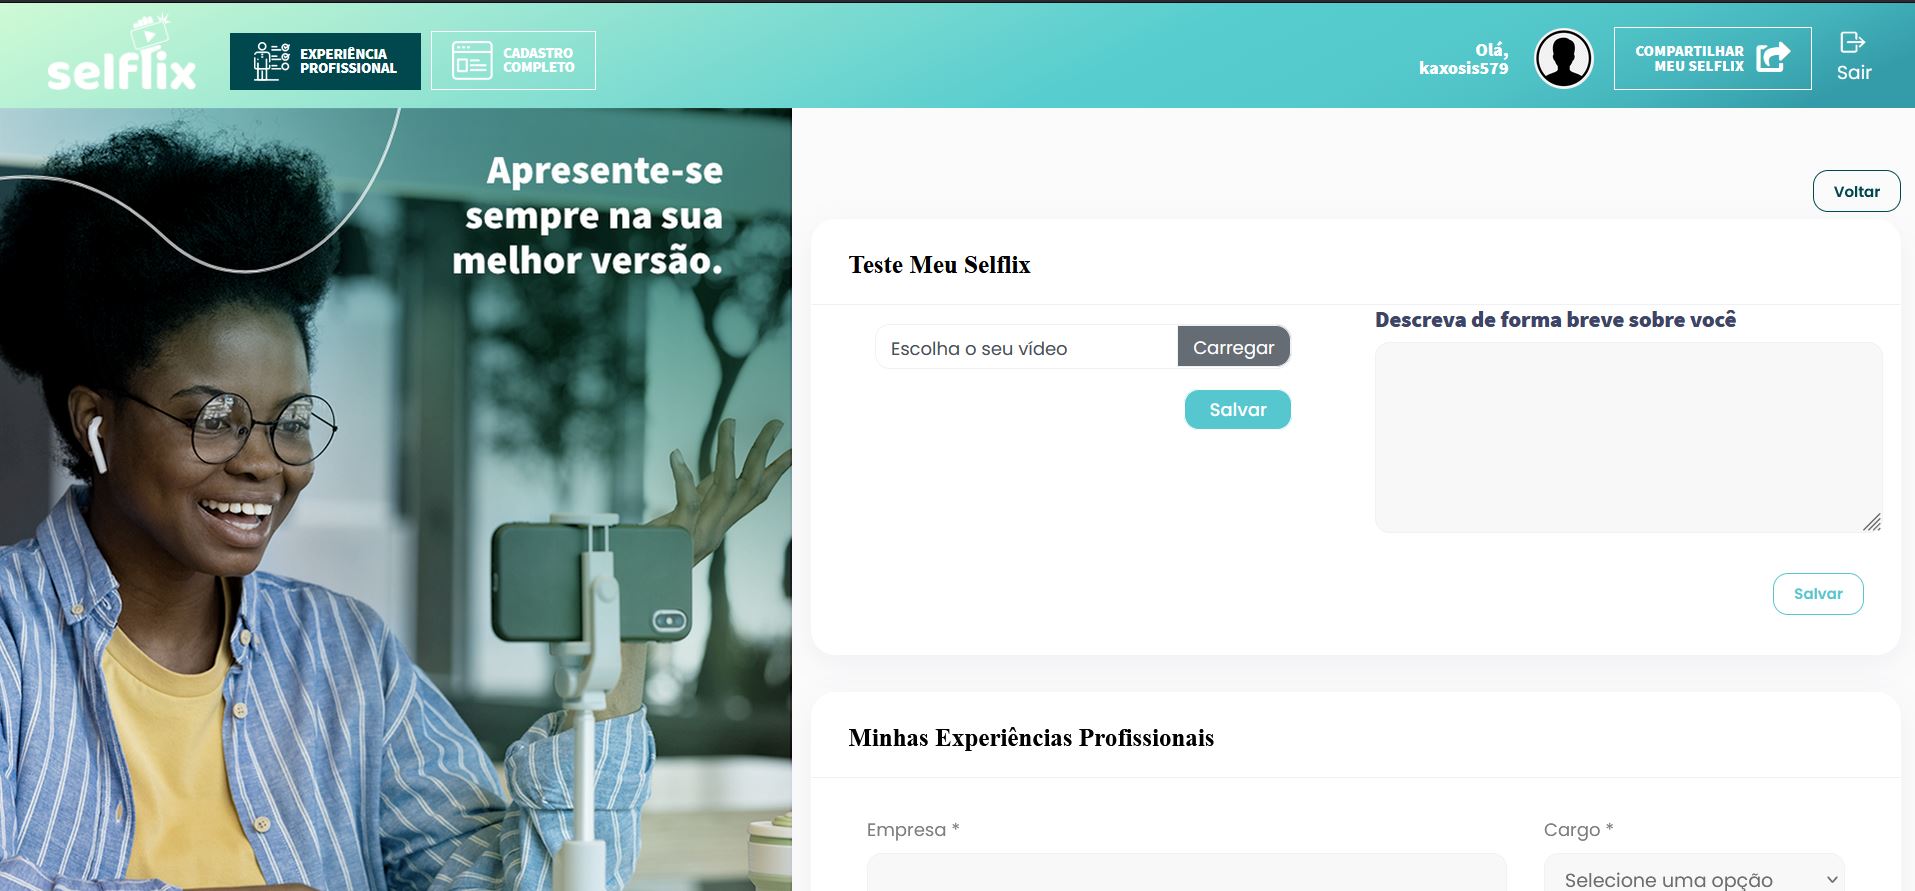 selflix
EXPERIÊNCIA
PROFISSIONAL
CADASTRO
COMPLETO
Olá,
kaxosis579
COMPARTILHAR
MEU SELFLIX
Sair
Apresente-se
sempre na sua
melhor versão.
Voltar
Teste Meu Selflix
Escolha o seu vídeo
Carregar
Salvar
Descreva de forma breve sobre você
Salvar
Minhas Experiências Profissionais
Empresa *
Cargo *
Selecione uma opção